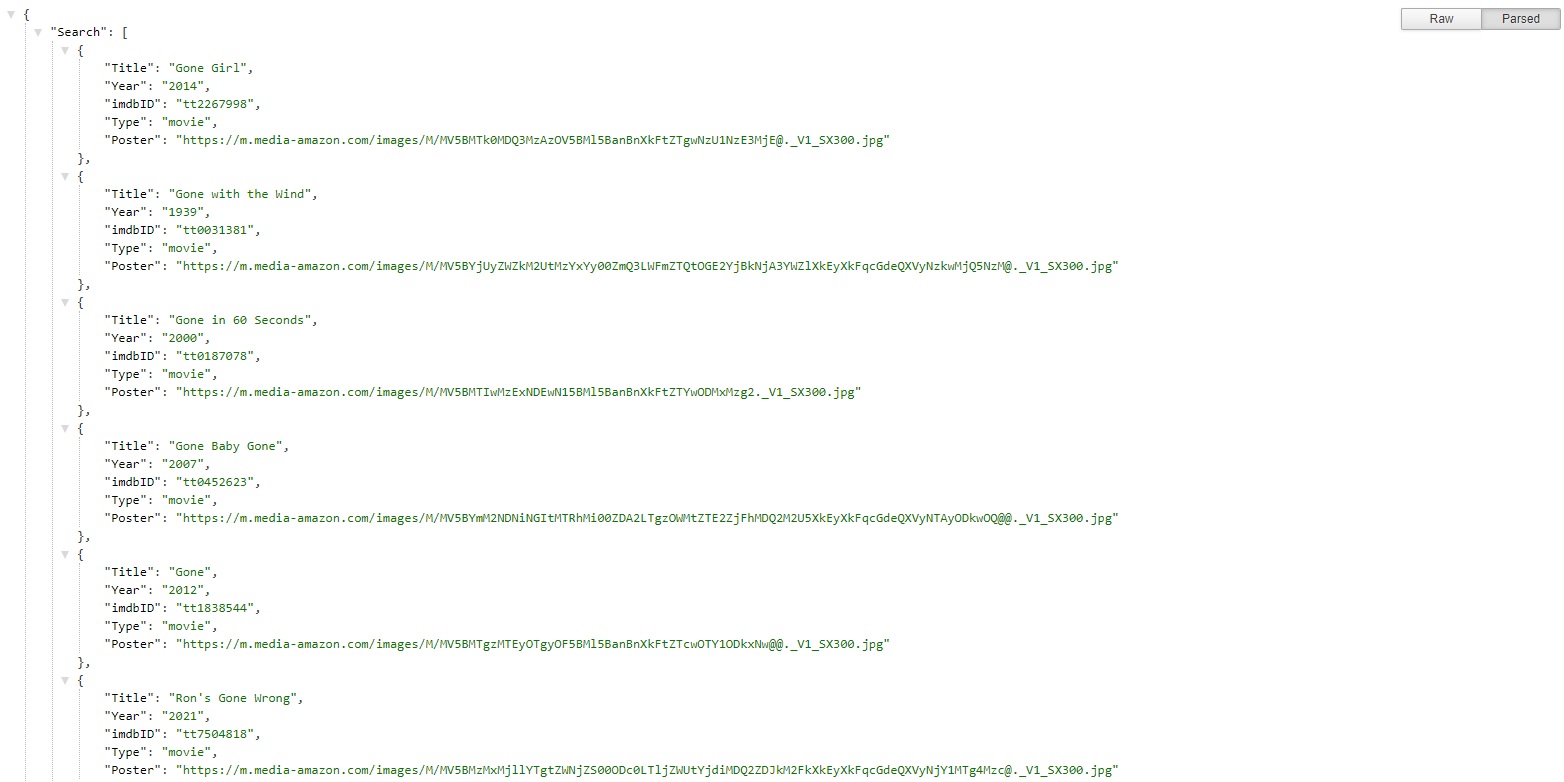 {
"Search": [
{
"Title": "Gone Girl",
"Year": "2014",
"imdbID": "tt2267998",
"Type": "movie",
"Poster": "https://m.media-amazon.com/images/M/MV5BMTk0MDQ3MzAzOV5BMl5BanBnXkFtZTgwNzU1NzE3MjE@._V1_SX300.jpg"
},
{
"Title": "Gone with the Wind",
"Year": "1939",
"imdbID": "tt0031381",
"Type": "movie",
"Poster": "https://m.media-amazon.com/images/M/MV5BYjUyZWZkM2UtMzYxYy00ZmQ3LWFmZTQtOGE2YjBkNjA3YWZlXkEyXkFqcGdeQXVyNzkwMjQ5NzM@._V1_SX300.jpg"
},
{
"Title": "Gone in 60 Seconds",
"Year": "2000",
"imdbID": "tt0187078",
"Type": "movie",
"Poster": "https://m.media-amazon.com/images/M/MV5BMTIwMzExNDEwN15BMl5BanBnXkFtZTYwODMxMzg2._V1_SX300.jpg"
},
{
"Title": "Gone Baby Gone",
"Year": "2007",
"imdbID": "tt0452623",
"Type": "movie",
"Poster": "https://m.media-amazon.com/images/M/MV5BYmM2NDNiNGItMTRhMi00ZDA2LTgzOWMtZTE2ZjFhMDQ2M2U5XkEyXkFqcGdeQXVyNTAyODkwOQ@@._V1_SX300.jpg"
},
{
"Title": "Gone",
"Year": "2012",
"imdbID": "tt1838544",
"Type": "movie",
"Poster": "https://m.media-amazon.com/images/M/MV5BMTgzMTEyOTgyOF5BMl5BanBnXkFtZTcwOTY1ODkxNw@@._V1_SX300.jpg"
},
{
"Title": "Ron's Gone Wrong",
"Year": "2021",
"imdbID": "tt7504818",
"Type": "movie",
"Poster": "https://m.media-amazon.com/images/M/MV5BMzMxMjllYTgtZWNjZS00ODc0LTljZWUtYjdiMDQ2ZDJkM2FkXkEyXkFqcGdeQXVyNjY1MTg4Mzc@._V1_SX300.jpg"
Raw
Parsed